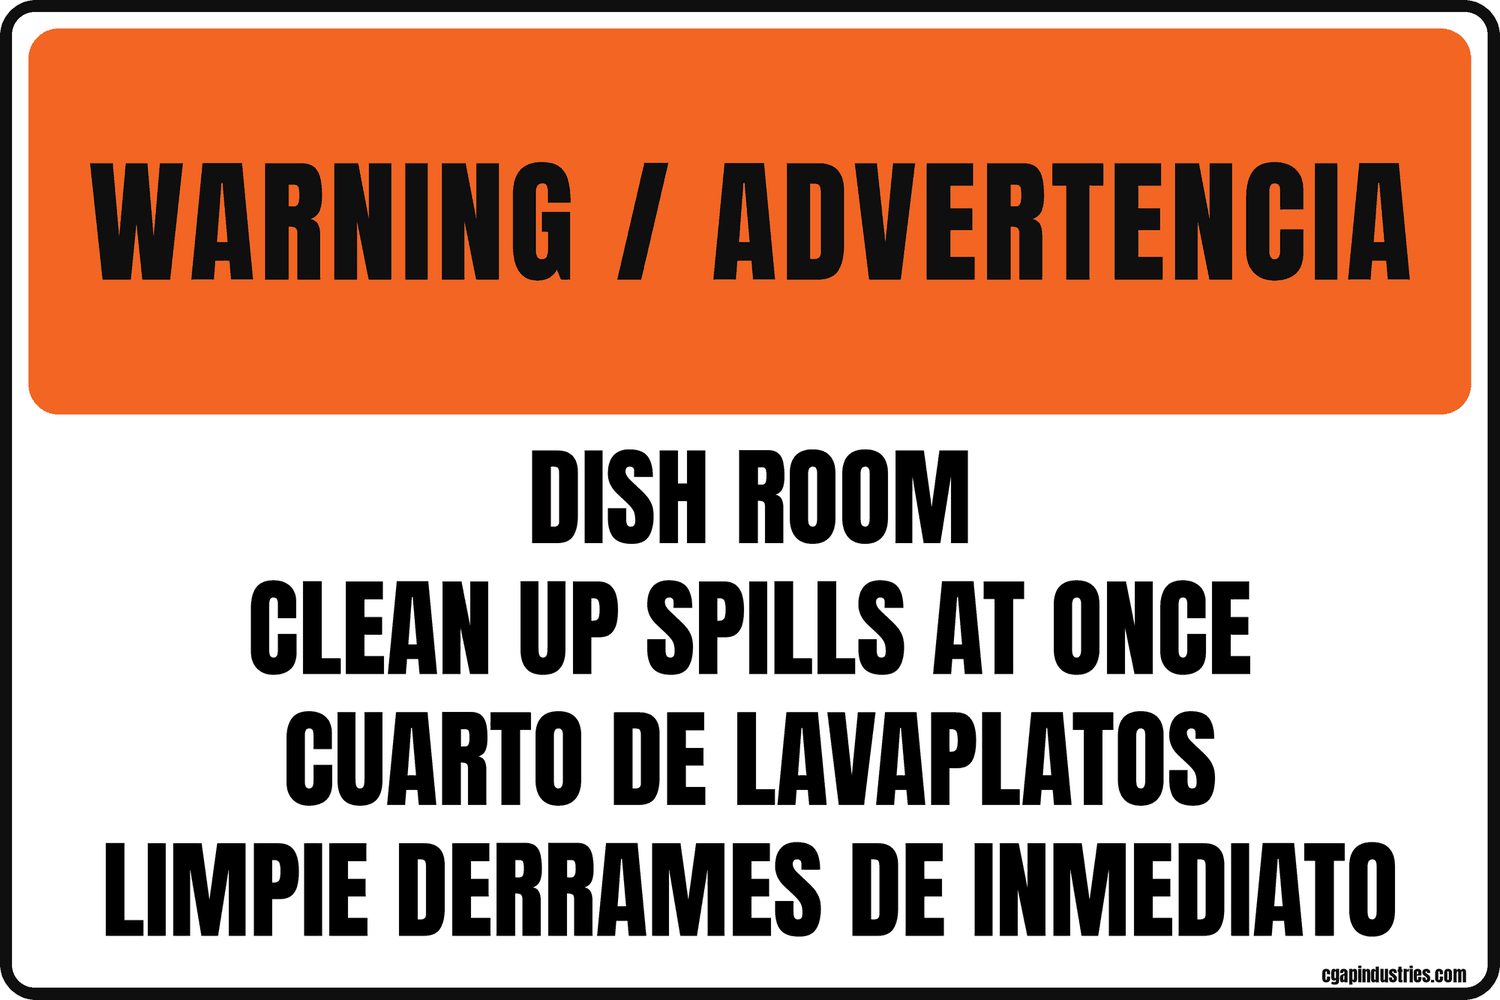 WARNING / ADVERTENCIA
DISH ROOM
CLEAN UP SPILLS AT ONCE
CUARTO DE LAVAPLATOS
LIMPIE DERRAMES DE INMEDIATO
cgapindustries.com